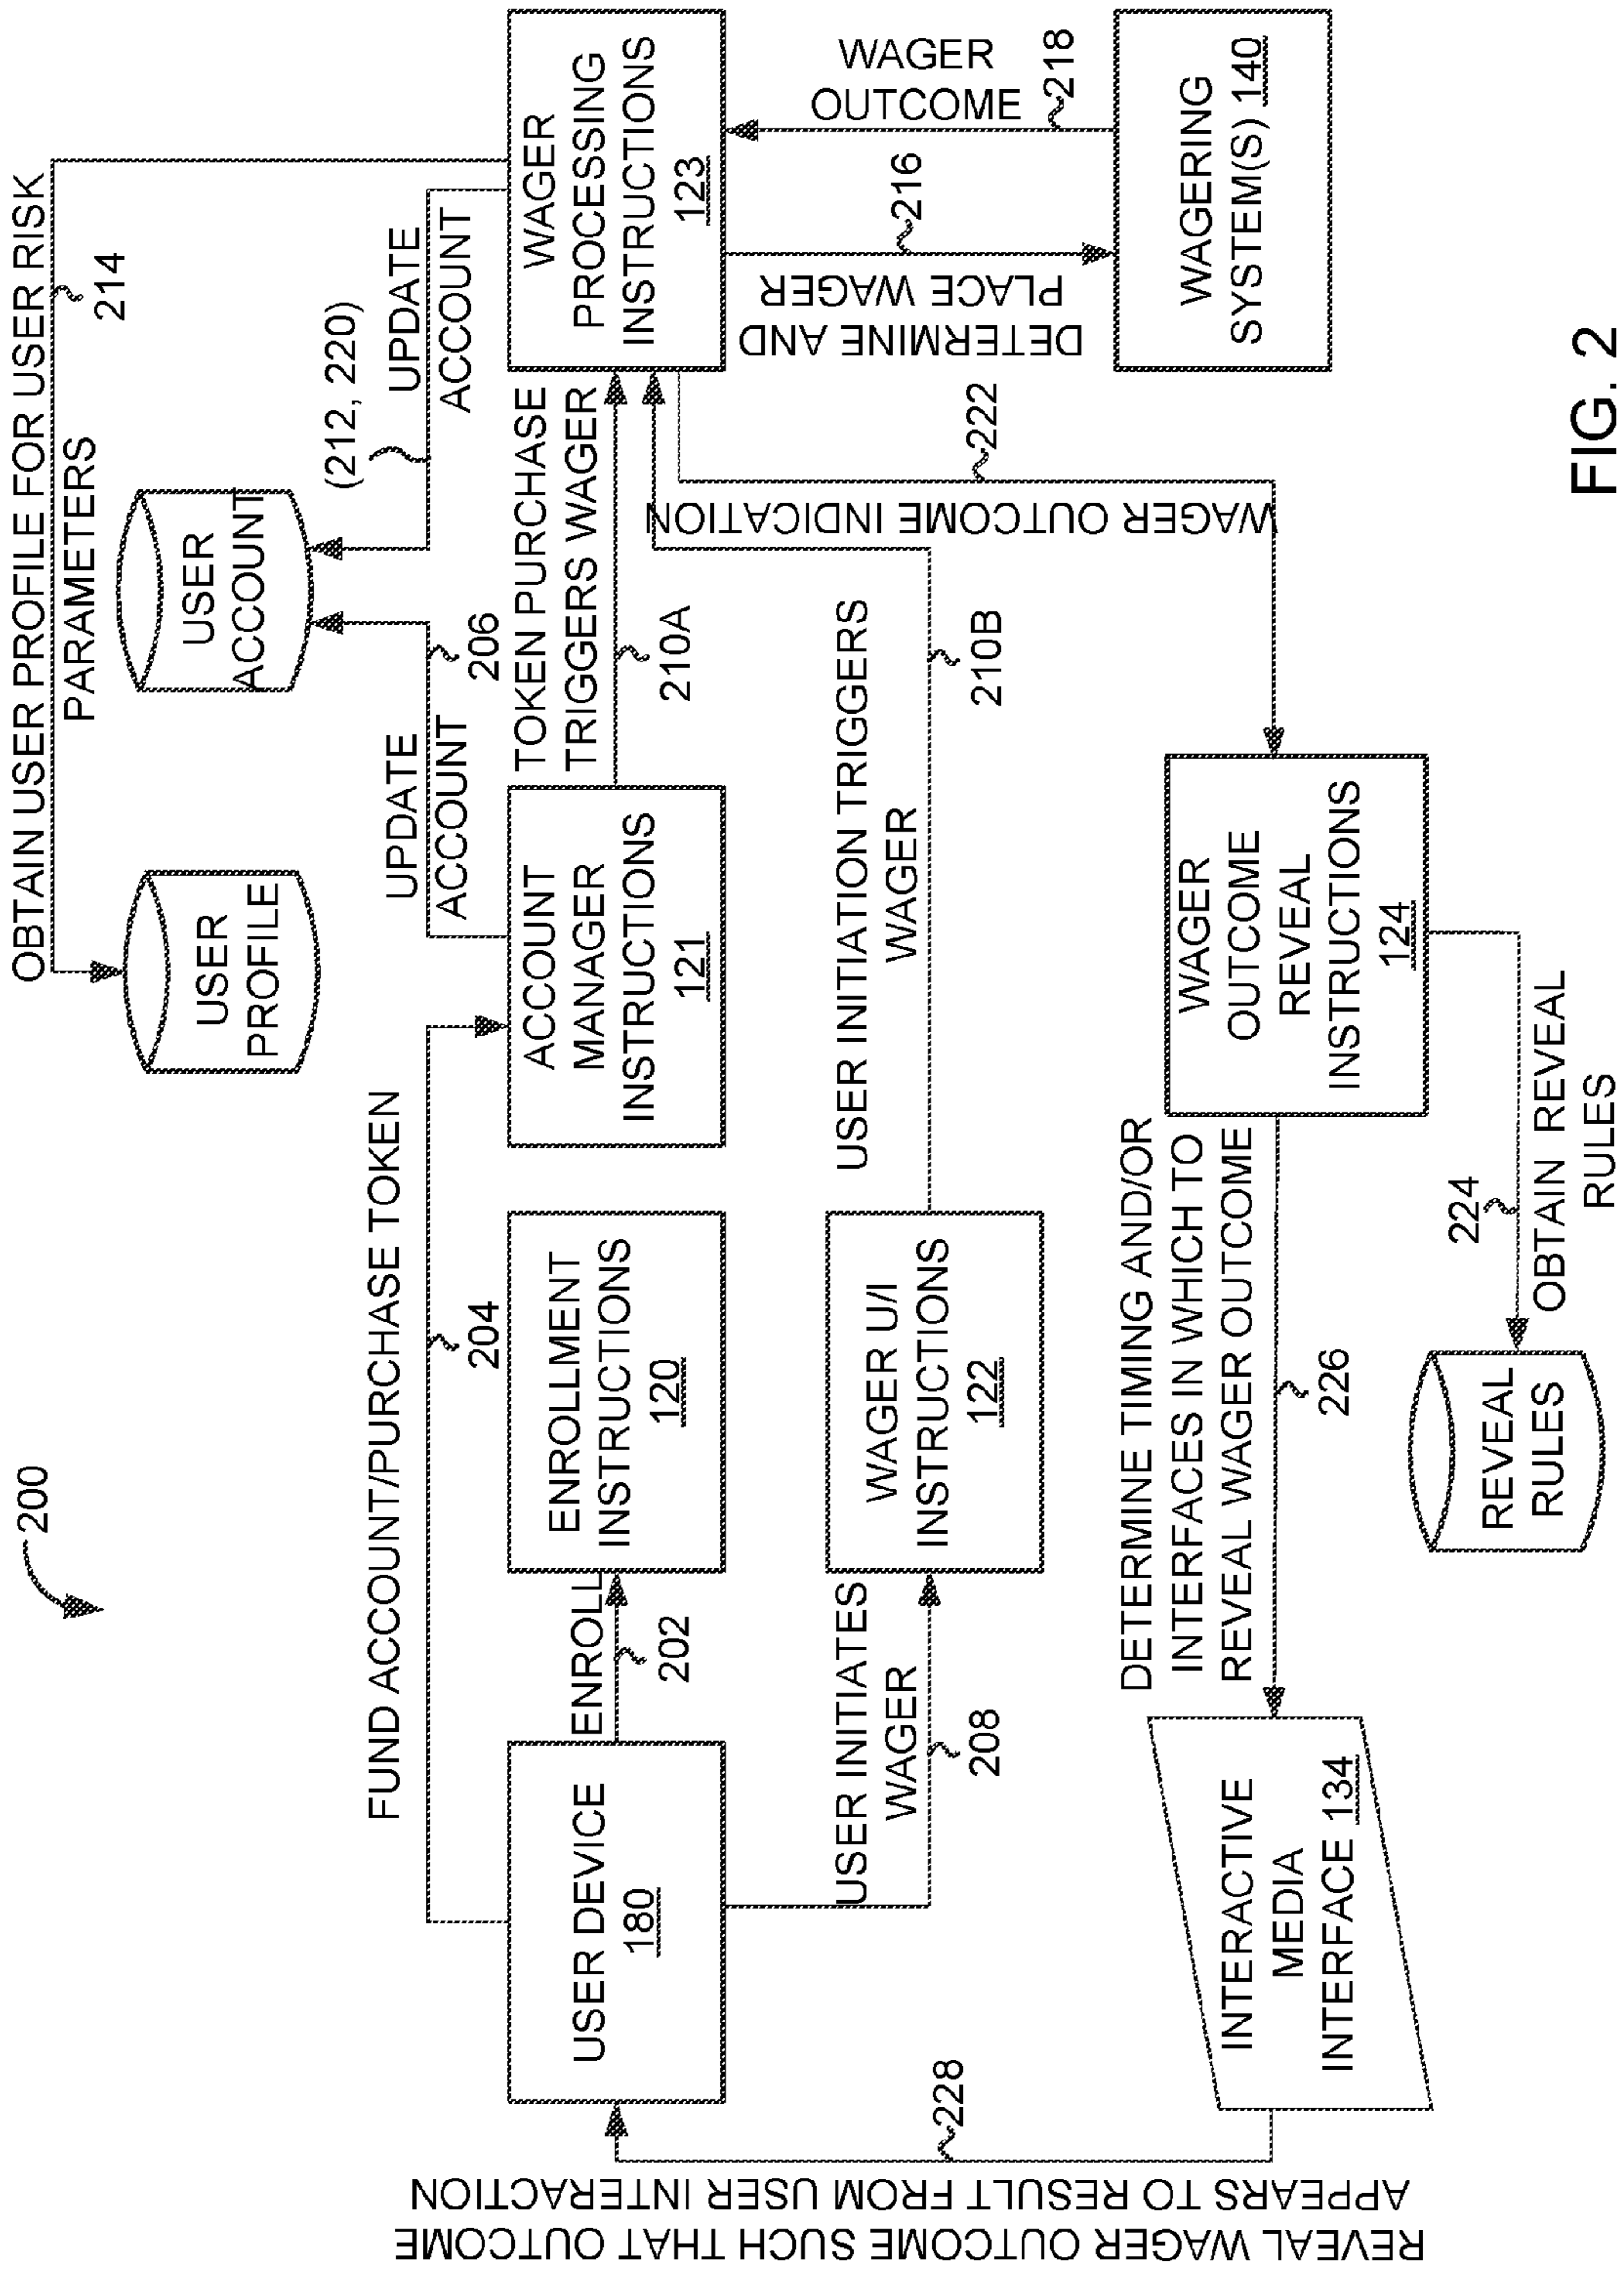 200
OBTAIN USER PROFILE FOR USER RISK
PARAMETERS
214
USER
PROFILE
USER
ACCOUNT
(212, 220)
UPDATE
ACCOUNT
UPDATE
ACCOUNT
206
FUND ACCOUNT/PURCHASE TOKEN
204
USER DEVICE
180
ENROLL
202
ENROLLMENT
INSTRUCTIONS
120
ACCOUNT
MANAGER
INSTRUCTIONS
121
TOKEN PURCHASE
TRIGGERS WAGER
210A
WAGER
PROCESSING
INSTRUCTIONS
123
USER INITIATES
WAGER
208
WAGER U/I
INSTRUCTIONS
122
USER INITIATION TRIGGERS
WAGER
210B
DETERMINE AND
PLACE WAGER
216
WAGER
OUTCOME
218
WAGERING
SYSTEM(S) 140
WAGER OUTCOME INDICATION
222
WAGER
OUTCOME
REVEAL
INSTRUCTIONS
124
DETERMINE TIMING AND/OR
INTERFACES IN WHICH TO
REVEAL WAGER OUTCOME
226
224
OBTAIN REVEAL
RULES
REVEAL
RULES
INTERACTIVE
MEDIA
INTERFACE 134
228
REVEAL WAGER OUTCOME SUCH THAT OUTCOME
APPEARS TO RESULT FROM USER INTERACTION
FIG. 2